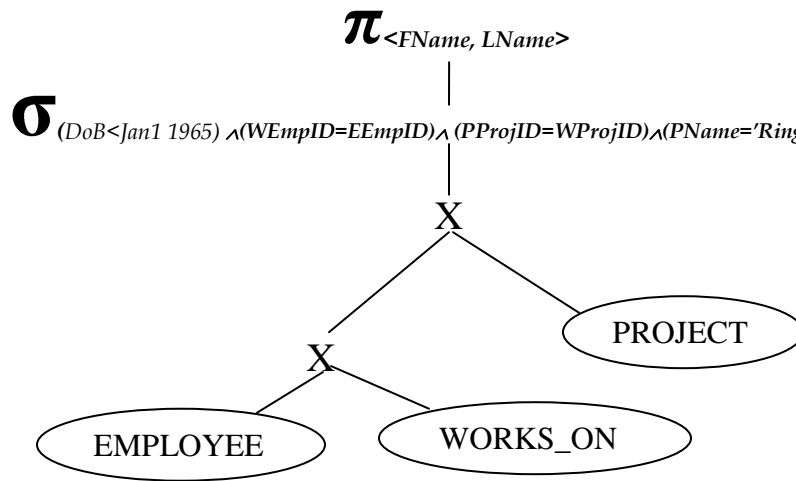 π<FName, LName>
σ(DoB<Jan1 1965) ∧(WEmpID=EEmpID)∧ (PProjID=WProjID)∧(PName='Ring
X
PROJECT
X
EMPLOYEE
WORKS_ON